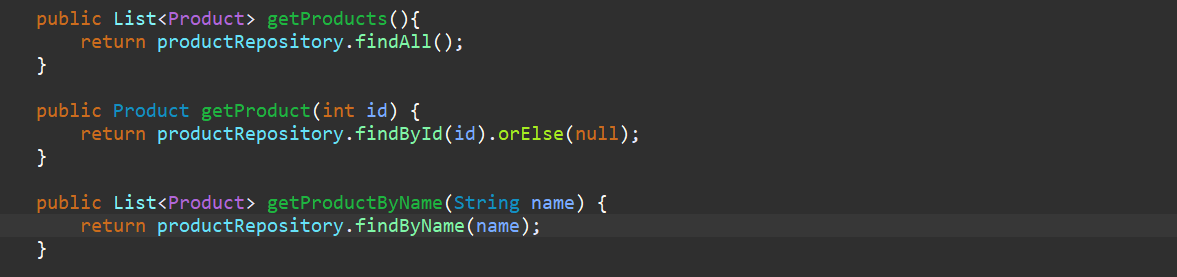 public List<Product> getProducts(){
    return productRepository.findAll();
}

public Product getProduct(int id) {
    return productRepository.findById(id).orElse(null);
}

public List<Product> getProductByName(String name) {
    return productRepository.findByName(name);
}